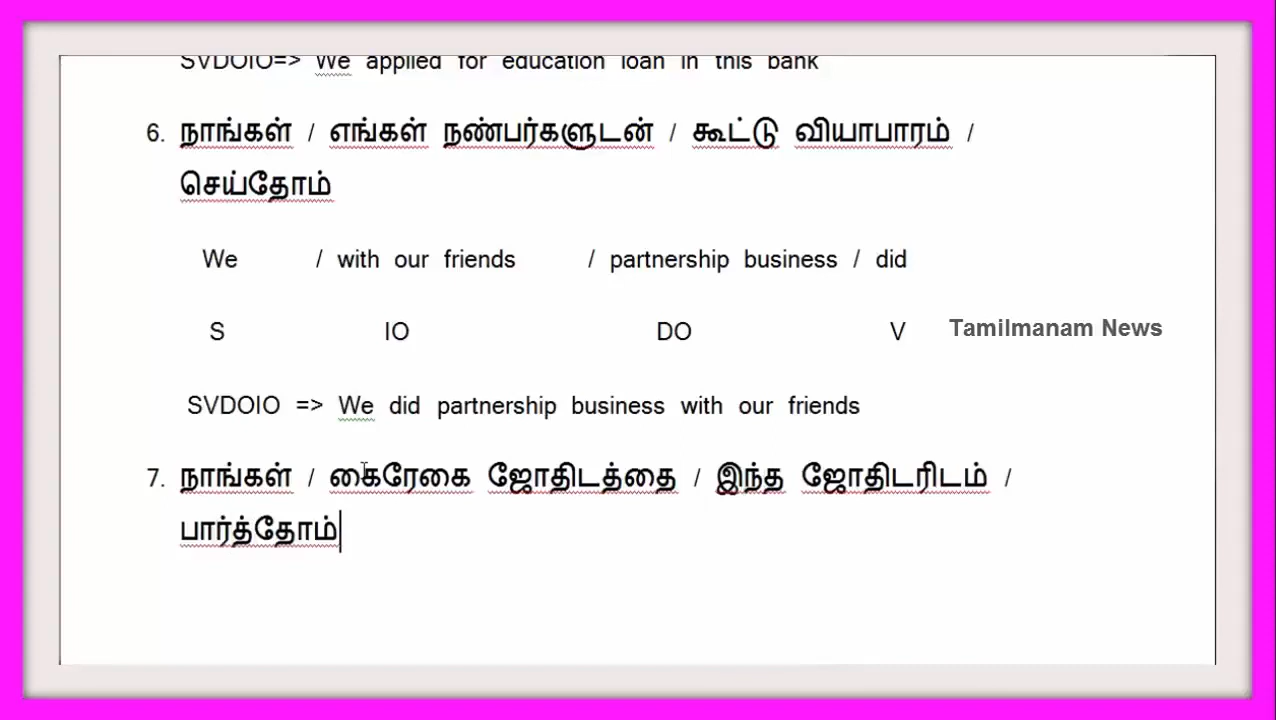 SVDOIO=> We applied for education loan in this bank
6. நாங்கள் / எங்கள் நண்பர்களுடன் / கூட்டு வியாபாரம் /
செய்தோம்
We / with our friends / partnership business / did
S IO DO V
Tamilmanam News
SVDOIO => We did partnership business with our friends
7. நாங்கள் / கைரேகை ஜோதிடத்தை / இந்த ஜோதிடரிடம் /
பார்த்தோம்